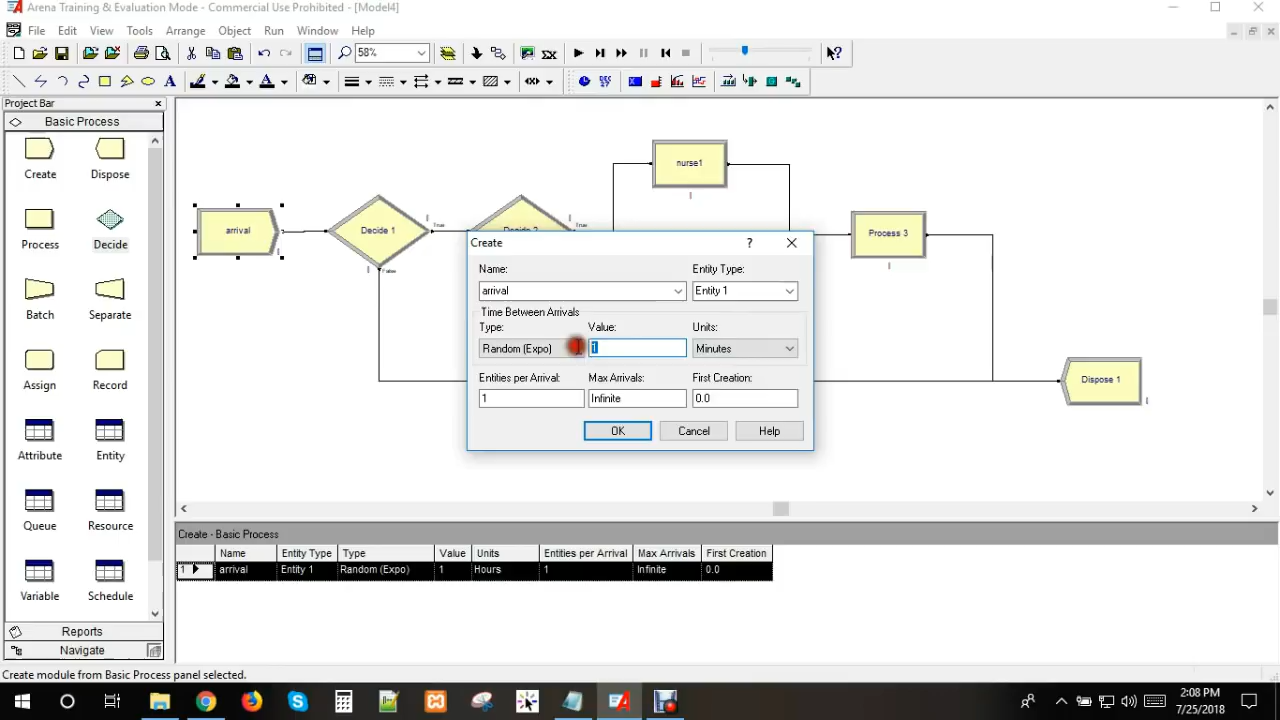 Arena Training & Evaluation Mode - Commercial Use Prohibited - [Model4]
File Edit View Tools Arrange Object Run Window Help
58%
Project Bar
Basic Process
Create Dispose
Process Decide
Batch Separate
Assign Record
Attribute Entity
Queue Resource
Variable Schedule
Reports
Navigate
arrival
Decide 1
True
False
Decide 2
True
nurse1
Process 3
Dispose 1
Create
Name: Entity Type:
arrival Entity 1
Time Between Arrivals
Type: Value: Units:
Random (Expo) 1 Minutes
Entities per Arrival: Max Arrivals: First Creation:
1 Infinite 0.0
OK Cancel Help
Create - Basic Process
Name Entity Type Type Value Units Entities per Arrival Max Arrivals First Creation
1 arrival Entity 1 Random (Expo) 1 Hours 1 Infinite 0.0
Create module from Basic Process panel selected.
2:08 PM
7/25/2018